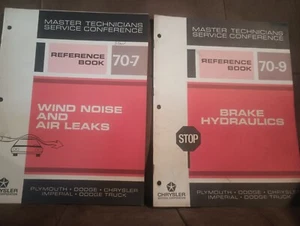 MASTER TECHNICIANS
SERVICE CONFERENCE
REFERENCE
BOOK
70-7
WIND NOISE
AND
AIR LEAKS
CHRYSLER
PLYMOUTH • DODGE • CHRYSLER
IMPERIAL • DODGE TRUCK
MASTER TECHNICIANS
SERVICE CONFERENCE
REFERENCE
BOOK
70-9
BRAKE
HYDRAULICS
STOP
CHRYSLER
PLYMOUTH • DODGE • CHRYSLER
IMPERIAL • DODGE TRUCK